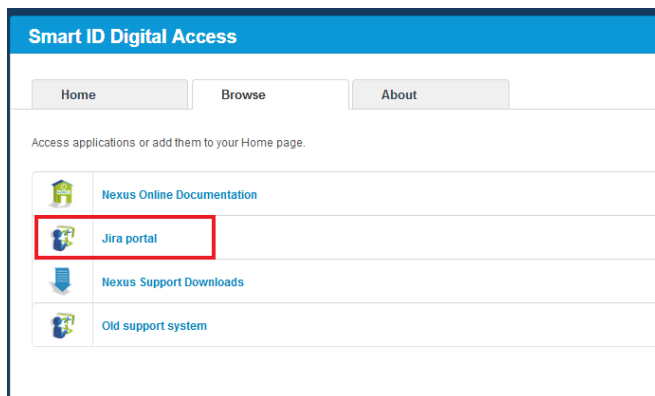 Smart ID Digital Access
Home Browse About
Access applications or add them to your Home page.
Nexus Online Documentation
Jira portal
Nexus Support Downloads
Old support system